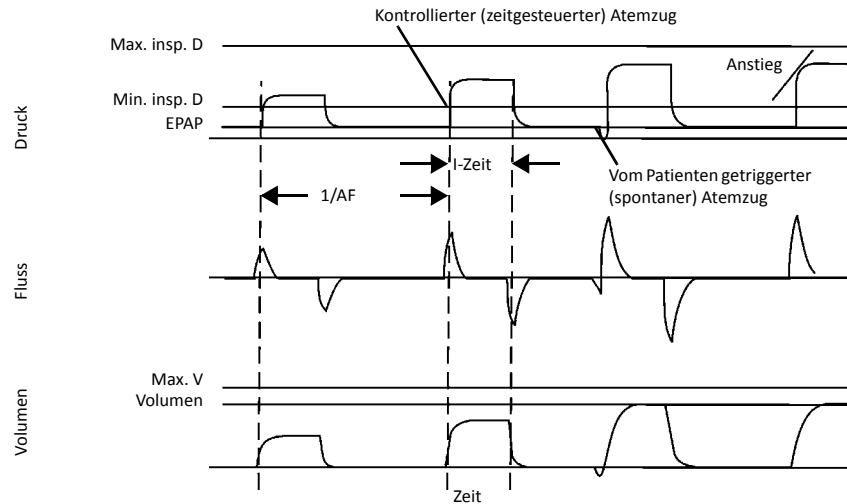 Kontrollierter (zeitgesteuerter) Atemzug
Max. insp. D
Anstieg
Min. insp. D
EPAP
Druck
I-Zeit
Vom Patienten getriggerter
(spontaner) Atemzug
1/AF
Fluss
Max. V
Volumen
Volumen
Zeit